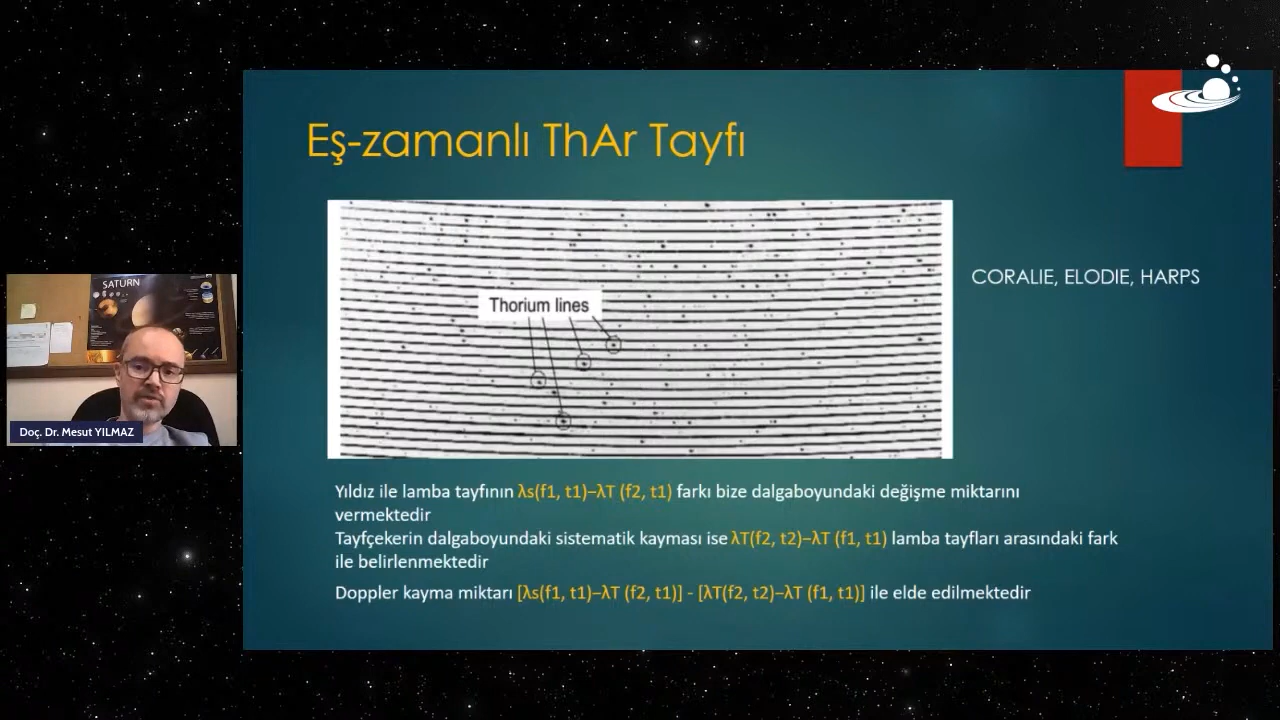 Eş-zamanlı ThAr Tayfı
Thorium lines
CORALIE, ELODIE, HARPS
SATURN
Doç. Dr. Mesut YILMAZ
Yıldız ile lamba tayfının λs(f1, t1)–λT (f2, t1) farkı bize dalgaboyundaki değişme miktarını
vermektedir
Tayfçekerin dalgaboyundaki sistematik kayması ise λT(f2, t2)–λT (f1, t1) lamba tayfları arasındaki fark
ile belirlenmektedir
Doppler kayma miktarı [λs(f1, t1)–λT (f2, t1)] - [λT(f2, t2)–λT (f1, t1)] ile elde edilmektedir